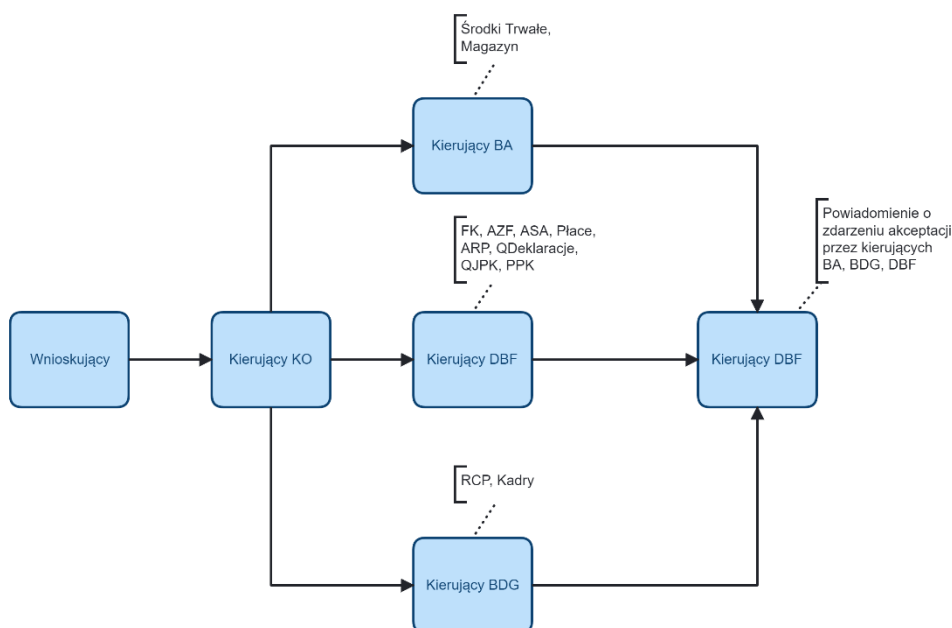 Środki Trwałe,
Magazyn
Kierujący BA
FK, AZF, ASA, Płace,
ARP, QDeklaracje,
QJPK, PPK
Powiadomienie o
zdarzeniu akceptacji
przez kierujących
BA, BDG, DBF
Wnioskujący
Kierujący KO
Kierujący DBF
Kierujący DBF
RCP, Kadry
Kierujący BDG